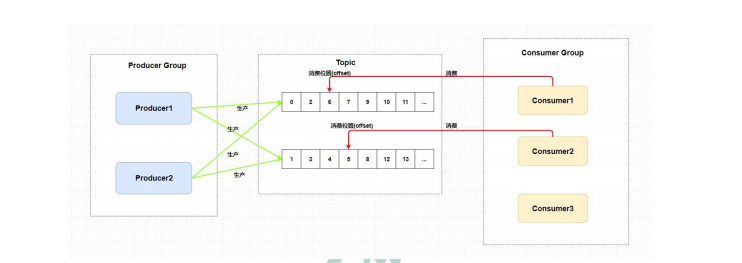 Producer Group
Producer1
Producer2
生产
生产
生产
生产
Topic
消费位置(offset)
0 2 6 7 9 10 11 ...
消费位置(offset)
1 3 4 5 8 12 13 ...
消费
消费
Consumer Group
Consumer1
Consumer2
Consumer3